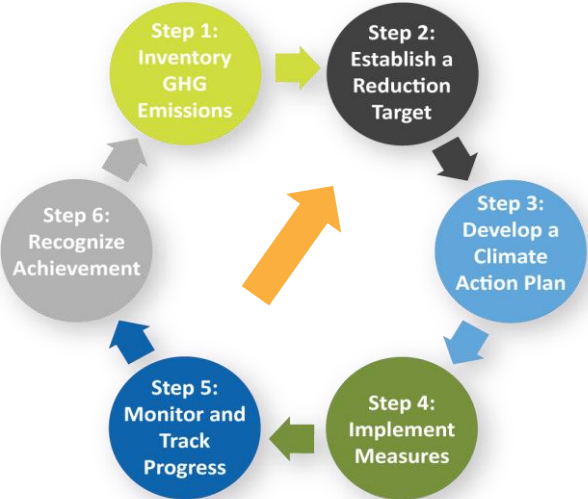 Step 1:
Inventory
GHG
Emissions
Step 2:
Establish a
Reduction
Target
Step 3:
Develop a
Climate
Action Plan
Step 4:
Implement
Measures
Step 5:
Monitor and
Track
Progress
Step 6:
Recognize
Achievement